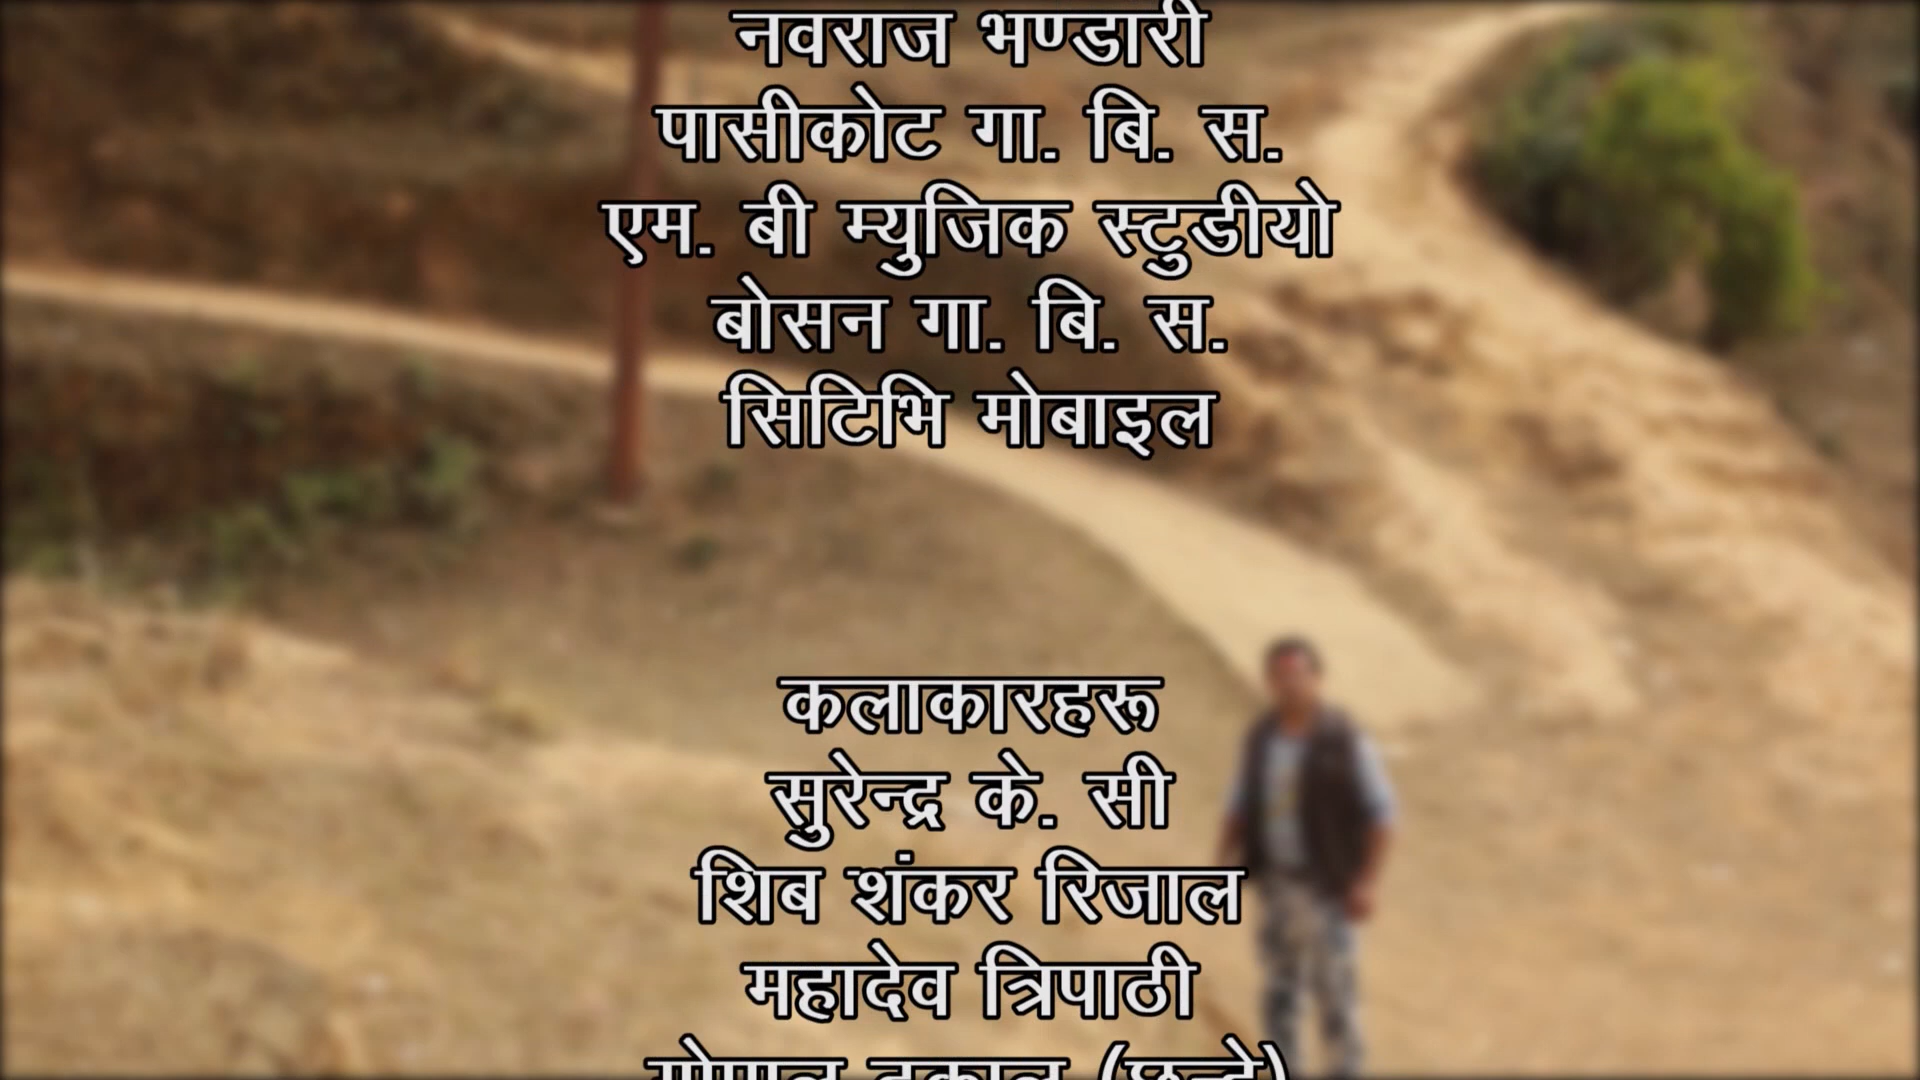 नवराज भण्डारी
पासीकोट गा. बि. स.
एम. बी म्युजिक स्टुडीयो
बोसन गा. बि. स.
सिटिभि मोबाइल
कलाकारहरू
सुरेन्द्र के. सी
शिब शंकर रिजाल
महादेव त्रिपाठी